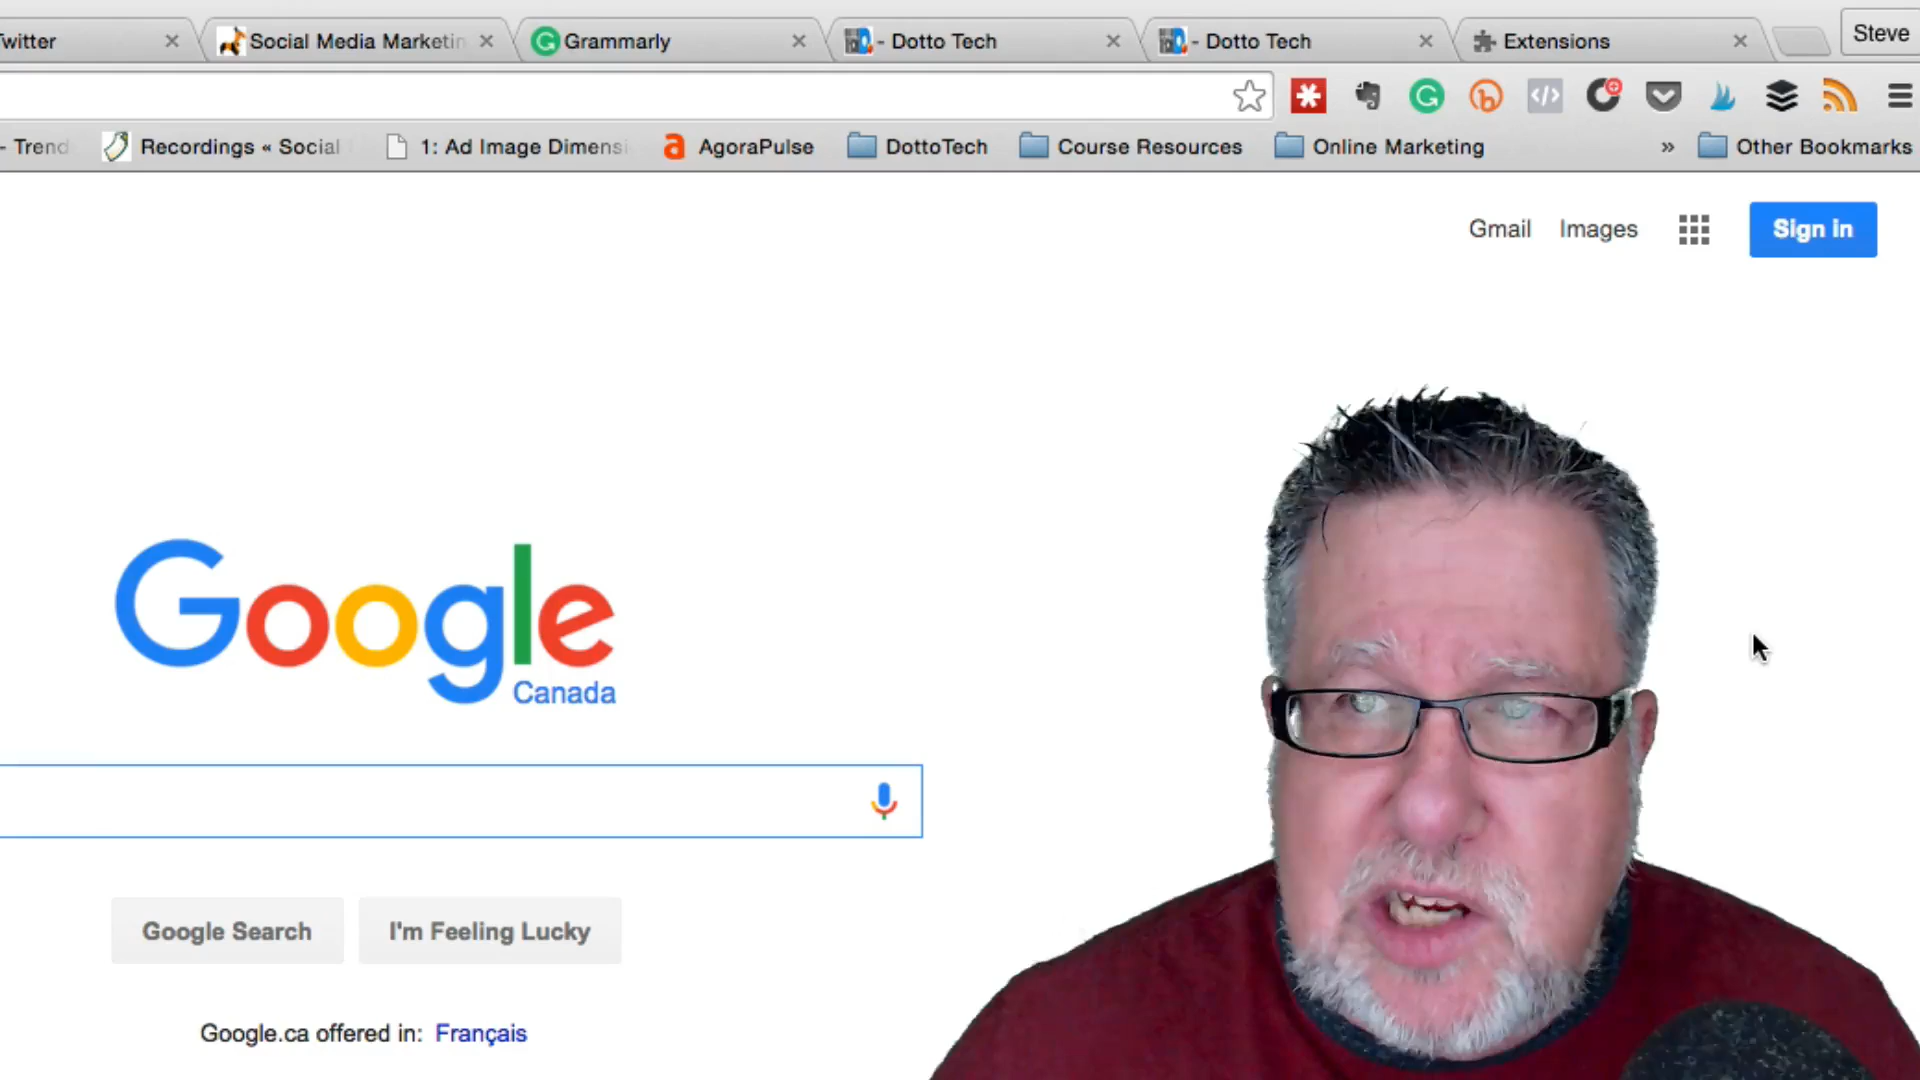 Twitter Social Media Marketin Grammarly - Dotto Tech - Dotto Tech Extensions Steve
- Trend Recordings « Social 1: Ad Image Dimensi AgoraPulse DottoTech Course Resources Online Marketing » Other Bookmarks
Gmail Images Sign in
Google
Canada
Google Search I'm Feeling Lucky
Google.ca offered in: Français